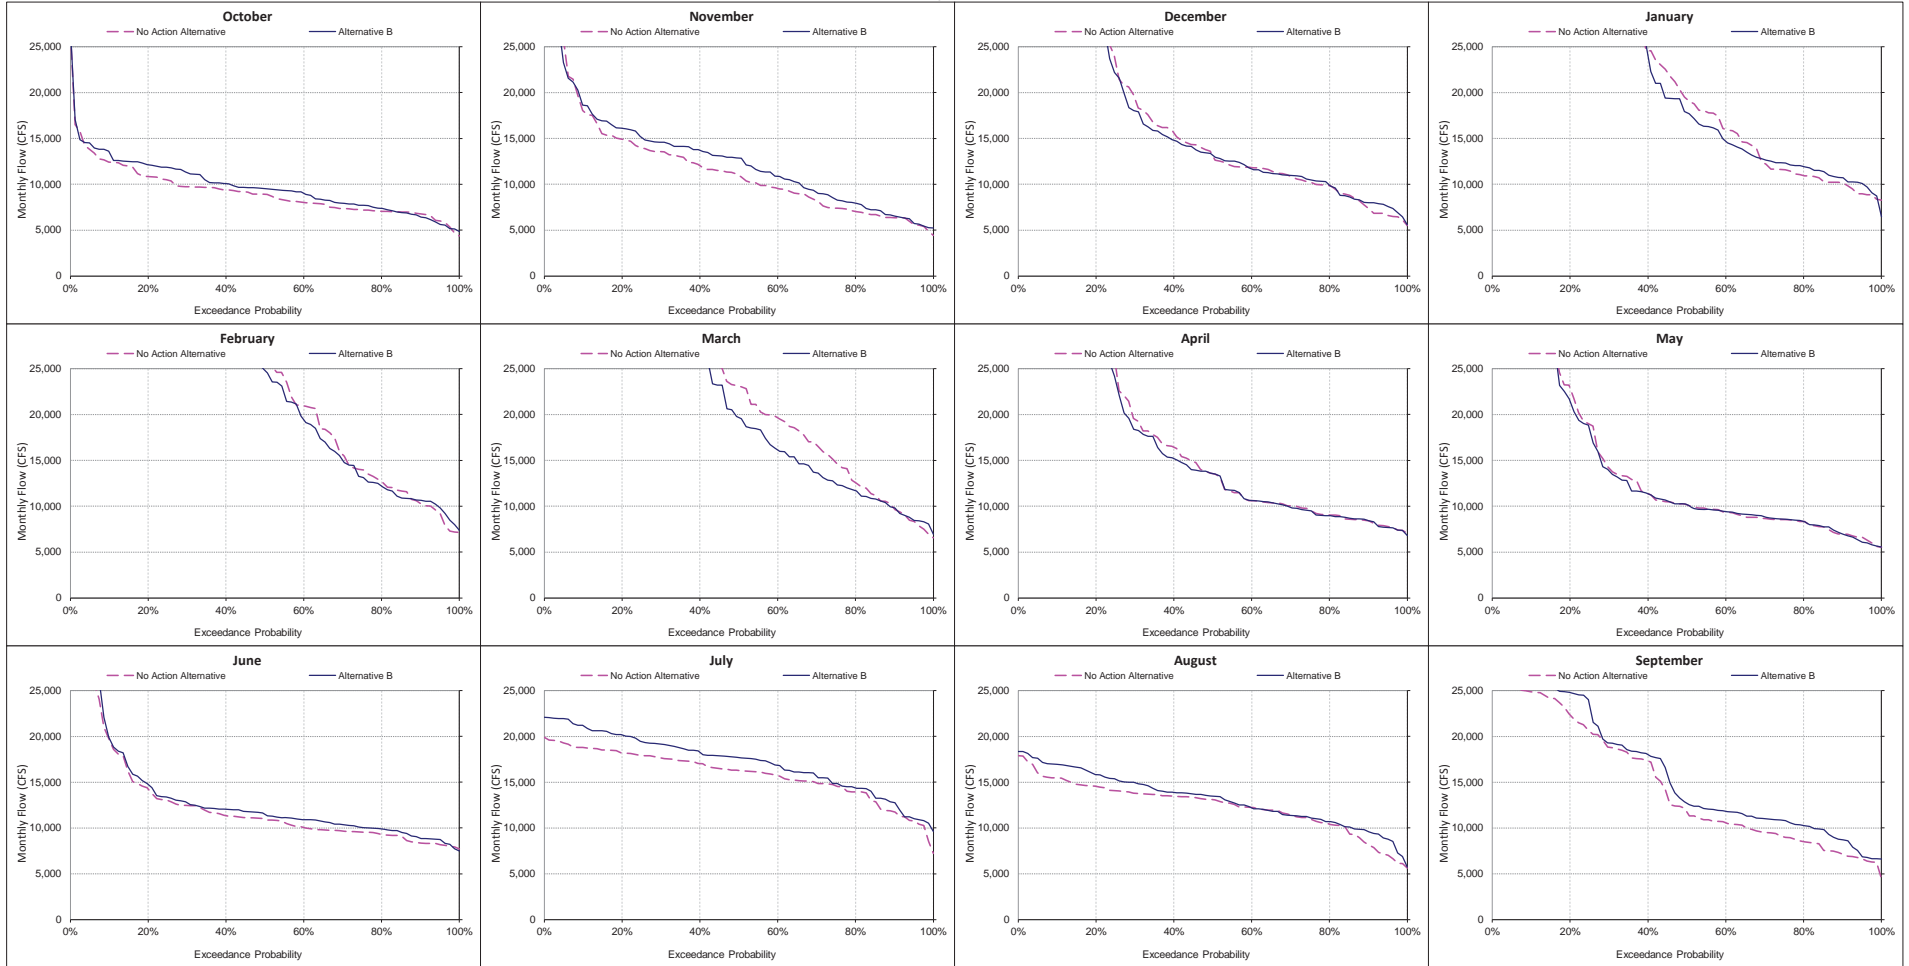 October
No Action Alternative Alternative B
25,000
20,000
15,000
10,000
5,000
0
Monthly Flow (CFS)
0% 20% 40% 60% 80% 100%
Exceedance Probability
November
No Action Alternative Alternative B
25,000
20,000
15,000
10,000
5,000
0
Monthly Flow (CFS)
0% 20% 40% 60% 80% 100%
Exceedance Probability
December
No Action Alternative Alternative B
25,000
20,000
15,000
10,000
5,000
0
Monthly Flow (CFS)
0% 20% 40% 60% 80% 100%
Exceedance Probability
January
No Action Alternative Alternative B
25,000
20,000
15,000
10,000
5,000
0
Monthly Flow (CFS)
0% 20% 40% 60% 80% 100%
Exceedance Probability
February
No Action Alternative Alternative B
25,000
20,000
15,000
10,000
5,000
0
Monthly Flow (CFS)
0% 20% 40% 60% 80% 100%
Exceedance Probability
March
No Action Alternative Alternative B
25,000
20,000
15,000
10,000
5,000
0
Monthly Flow (CFS)
0% 20% 40% 60% 80% 100%
Exceedance Probability
April
No Action Alternative Alternative B
25,000
20,000
15,000
10,000
5,000
0
Monthly Flow (CFS)
0% 20% 40% 60% 80% 100%
Exceedance Probability
May
No Action Alternative Alternative B
25,000
20,000
15,000
10,000
5,000
0
Monthly Flow (CFS)
0% 20% 40% 60% 80% 100%
Exceedance Probability
June
No Action Alternative Alternative B
25,000
20,000
15,000
10,000
5,000
0
Monthly Flow (CFS)
0% 20% 40% 60% 80% 100%
Exceedance Probability
July
No Action Alternative Alternative B
25,000
20,000
15,000
10,000
5,000
0
Monthly Flow (CFS)
0% 20% 40% 60% 80% 100%
Exceedance Probability
August
No Action Alternative Alternative B
25,000
20,000
15,000
10,000
5,000
0
Monthly Flow (CFS)
0% 20% 40% 60% 80% 100%
Exceedance Probability
September
No Action Alternative Alternative B
25,000
20,000
15,000
10,000
5,000
0
Monthly Flow (CFS)
0% 20% 40% 60% 80% 100%
Exceedance Probability